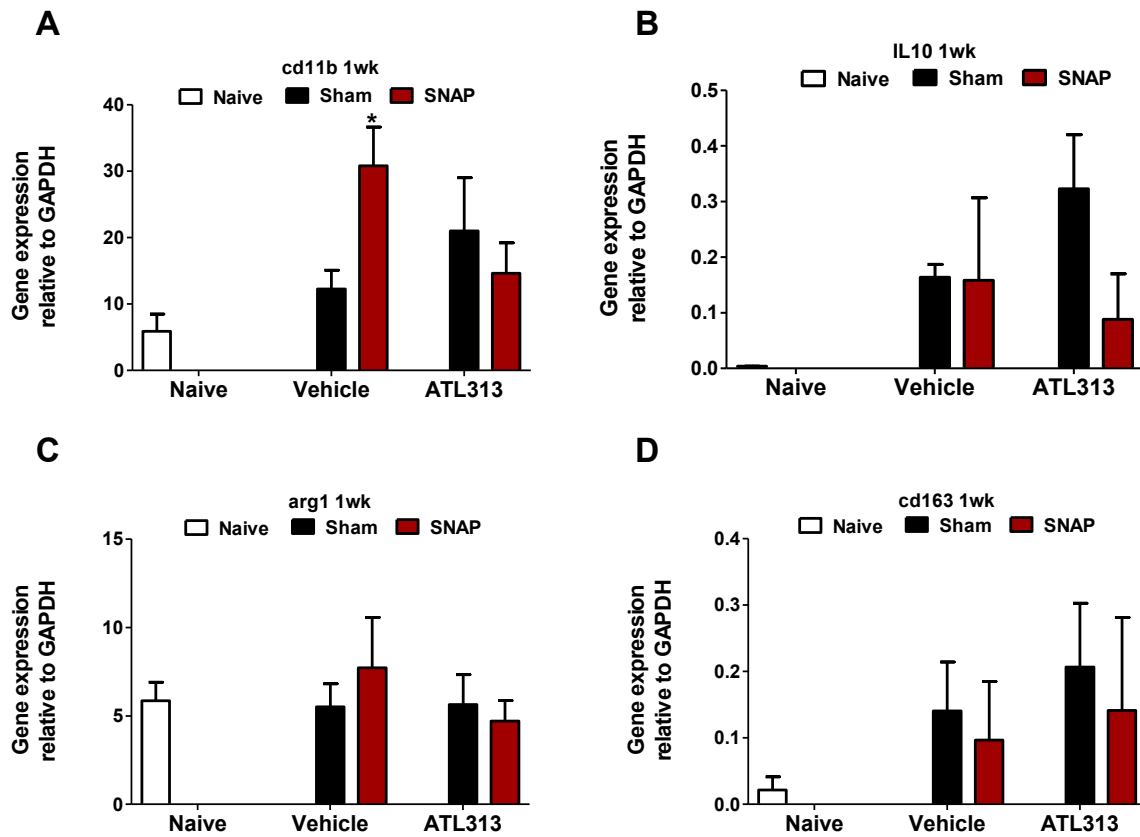 A
cd11b 1wk
Naive Sham SNAP
Gene expression
relative to GAPDH
40
30
20
10
0
*
Naive Vehicle ATL313
B
IL10 1wk
Naive Sham SNAP
Gene expression
relative to GAPDH
0.5
0.4
0.3
0.2
0.1
0.0
Naive Vehicle ATL313
C
arg1 1wk
Naive Sham SNAP
Gene expression
relative to GAPDH
15
10
5
0
Naive Vehicle ATL313
D
cd163 1wk
Naive Sham SNAP
Gene expression
relative to GAPDH
0.4
0.3
0.2
0.1
0.0
Naive Vehicle ATL313